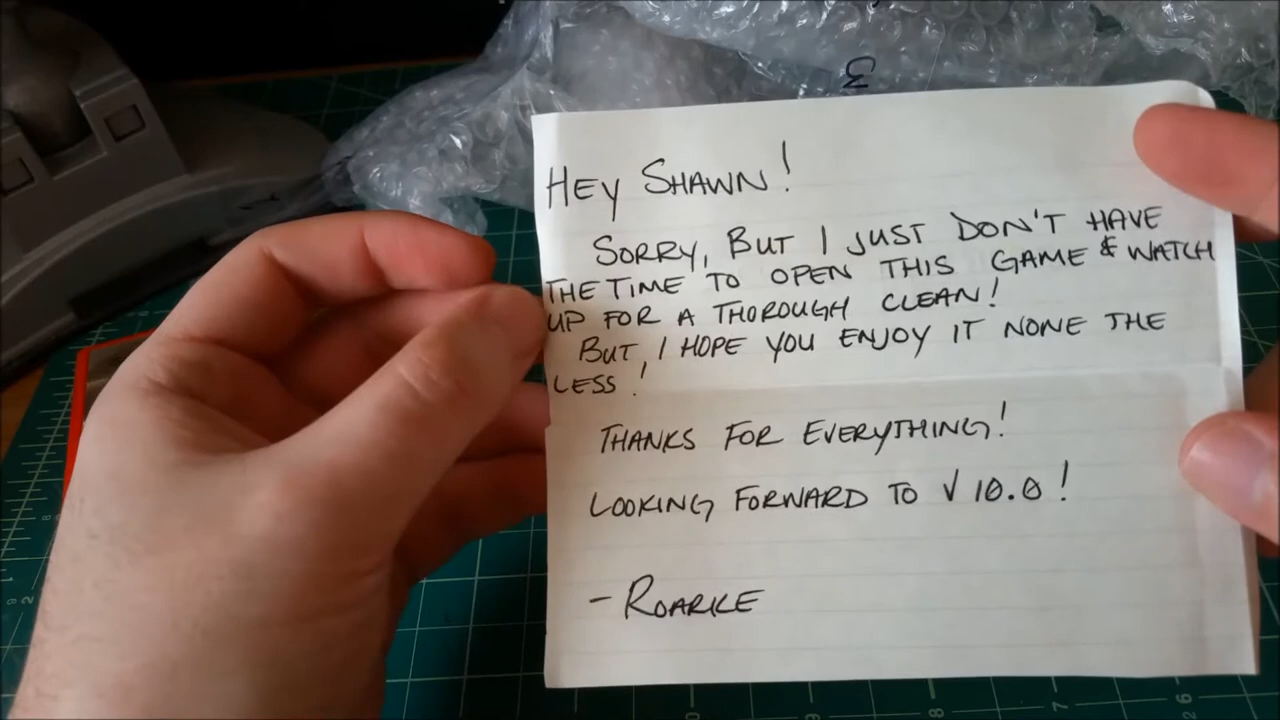 HEY SHAWN!
SORRY, BUT I JUST DON'T HAVE
THE TIME TO OPEN THIS GAME & WATCH
UP FOR A THOROUGH CLEAN!
BUT, I HOPE YOU ENJOY IT NONE THE
LESS!
THANKS FOR EVERYTHING!
LOOKING FORWARD TO V 10.0!
- ROARKE